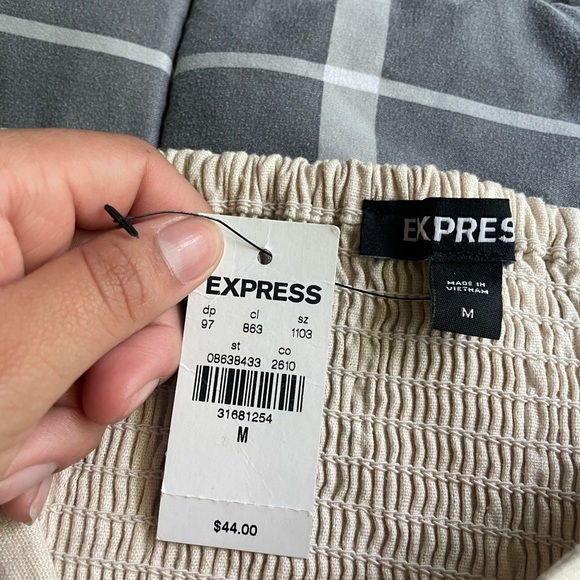 EXPRESS
dp cl sz
97 863 1103
st co
08638433 2610
31681254
M
$44.00
EXPRESS
MADE IN
VIETNAM
M